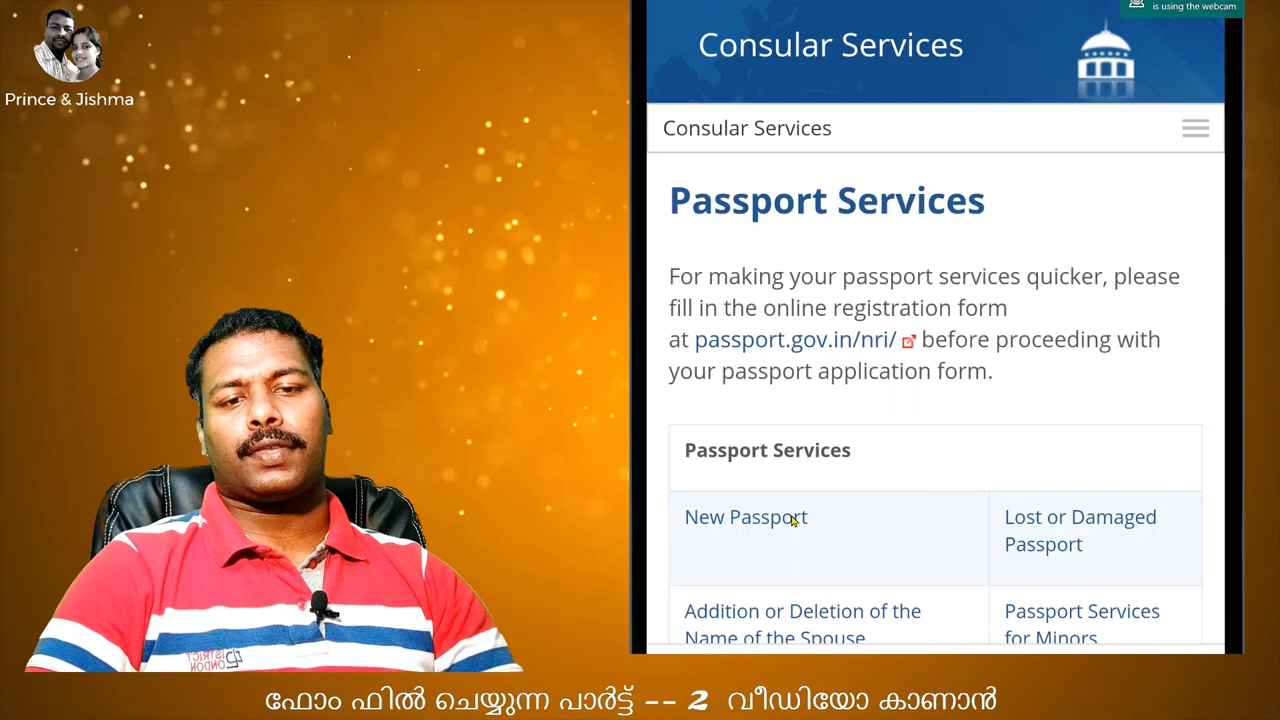 Prince & Jishma
is using the webcam
Consular Services
Consular Services
Passport Services
For making your passport services quicker, please
fill in the online registration form
at passport.gov.in/nri/ before proceeding with
your passport application form.
Passport Services
New Passport
Lost or Damaged
Passport
Addition or Deletion of the
Name of the Spouse
Passport Services
for Minors
DISTRICT
LONDON
ഫോം ഫിൽ ചെയ്യുന്ന പാർട്ട് -- 2 വീഡിയോ കാണാൻ